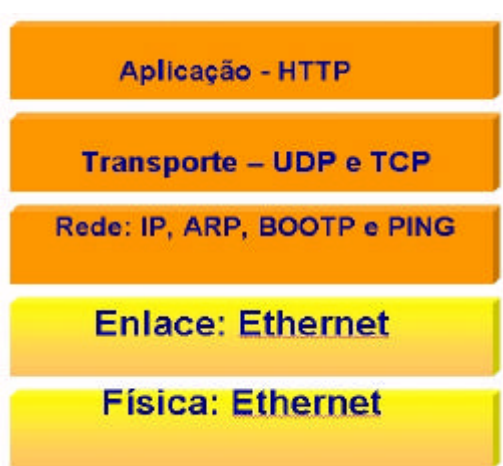 Aplicação - HTTP
Transporte – UDP e TCP
Rede: IP, ARP, BOOTP e PING
Enlace: Ethernet
Física: Ethernet